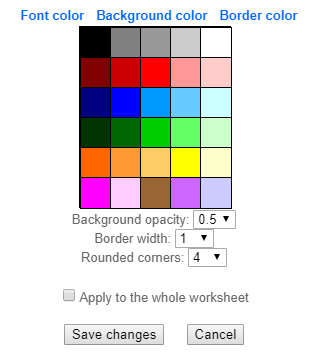 Font color Background color Border color
Background opacity: 0.5
Border width: 1
Rounded corners: 4
Apply to the whole worksheet
Save changes Cancel